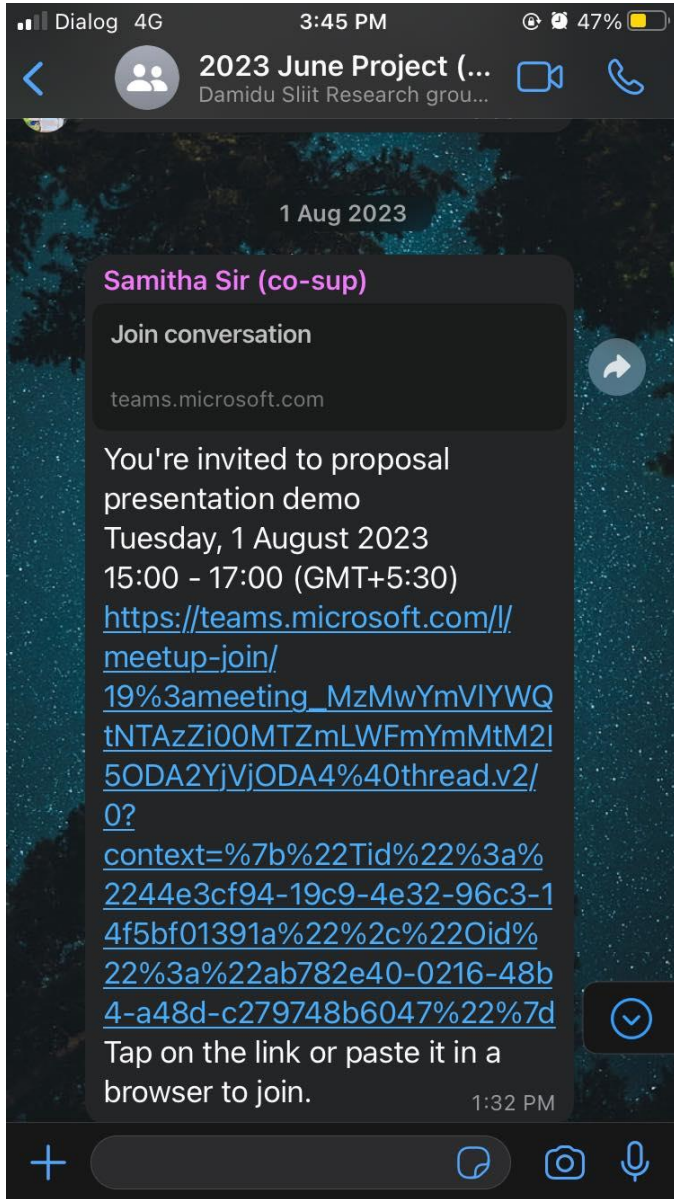 Dialog 4G 3:45 PM 47%
2023 June Project (...
Damidu Sliit Research grou...
1 Aug 2023
Samitha Sir (co-sup)
Join conversation
teams.microsoft.com
You're invited to proposal
presentation demo
Tuesday, 1 August 2023
15:00 - 17:00 (GMT+5:30)
https://teams.microsoft.com/l/
meetup-join/
19%3ameeting_MzMwYmVlYWQ
tNTAzZi00MTZmLWFmYmMtM2I
5ODA2YjVjODA4%40thread.v2/
0?
context=%7b%22Tid%22%3a%
2244e3cf94-19c9-4e32-96c3-1
4f5bf01391a%22%2c%22Oid%
22%3a%22ab782e40-0216-48b
4-a48d-c279748b6047%22%7d
Tap on the link or paste it in a
browser to join.
1:32 PM